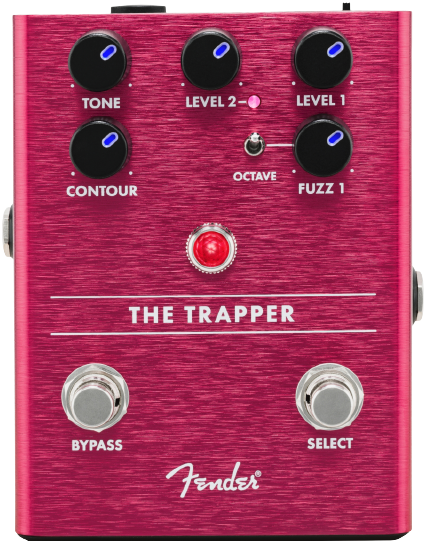 TONE
LEVEL 2
LEVEL 1
CONTOUR
OCTAVE
FUZZ 1
THE TRAPPER
BYPASS
SELECT
Fender®